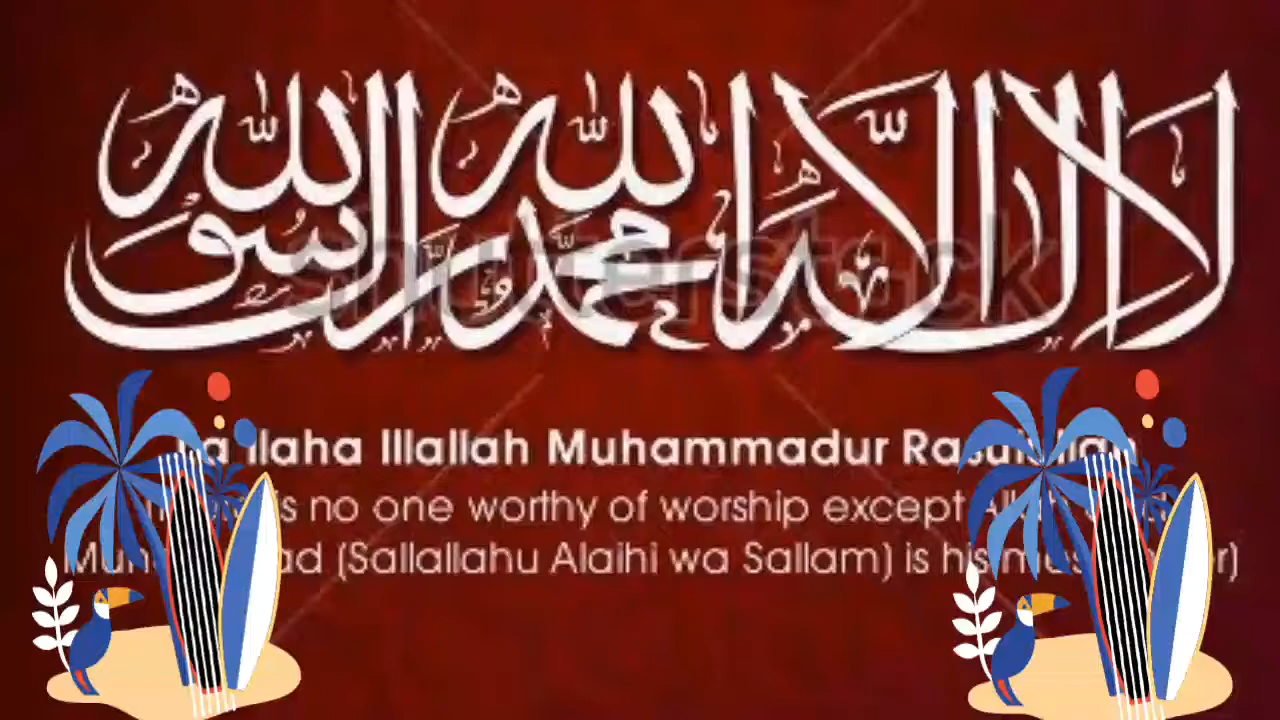 لا إله إلا الله محمد رسول الله
shutterstock
Illallah Muhammadur
is no one worthy of worship except
(Sallallahu Alaihi wa Sallam) is his